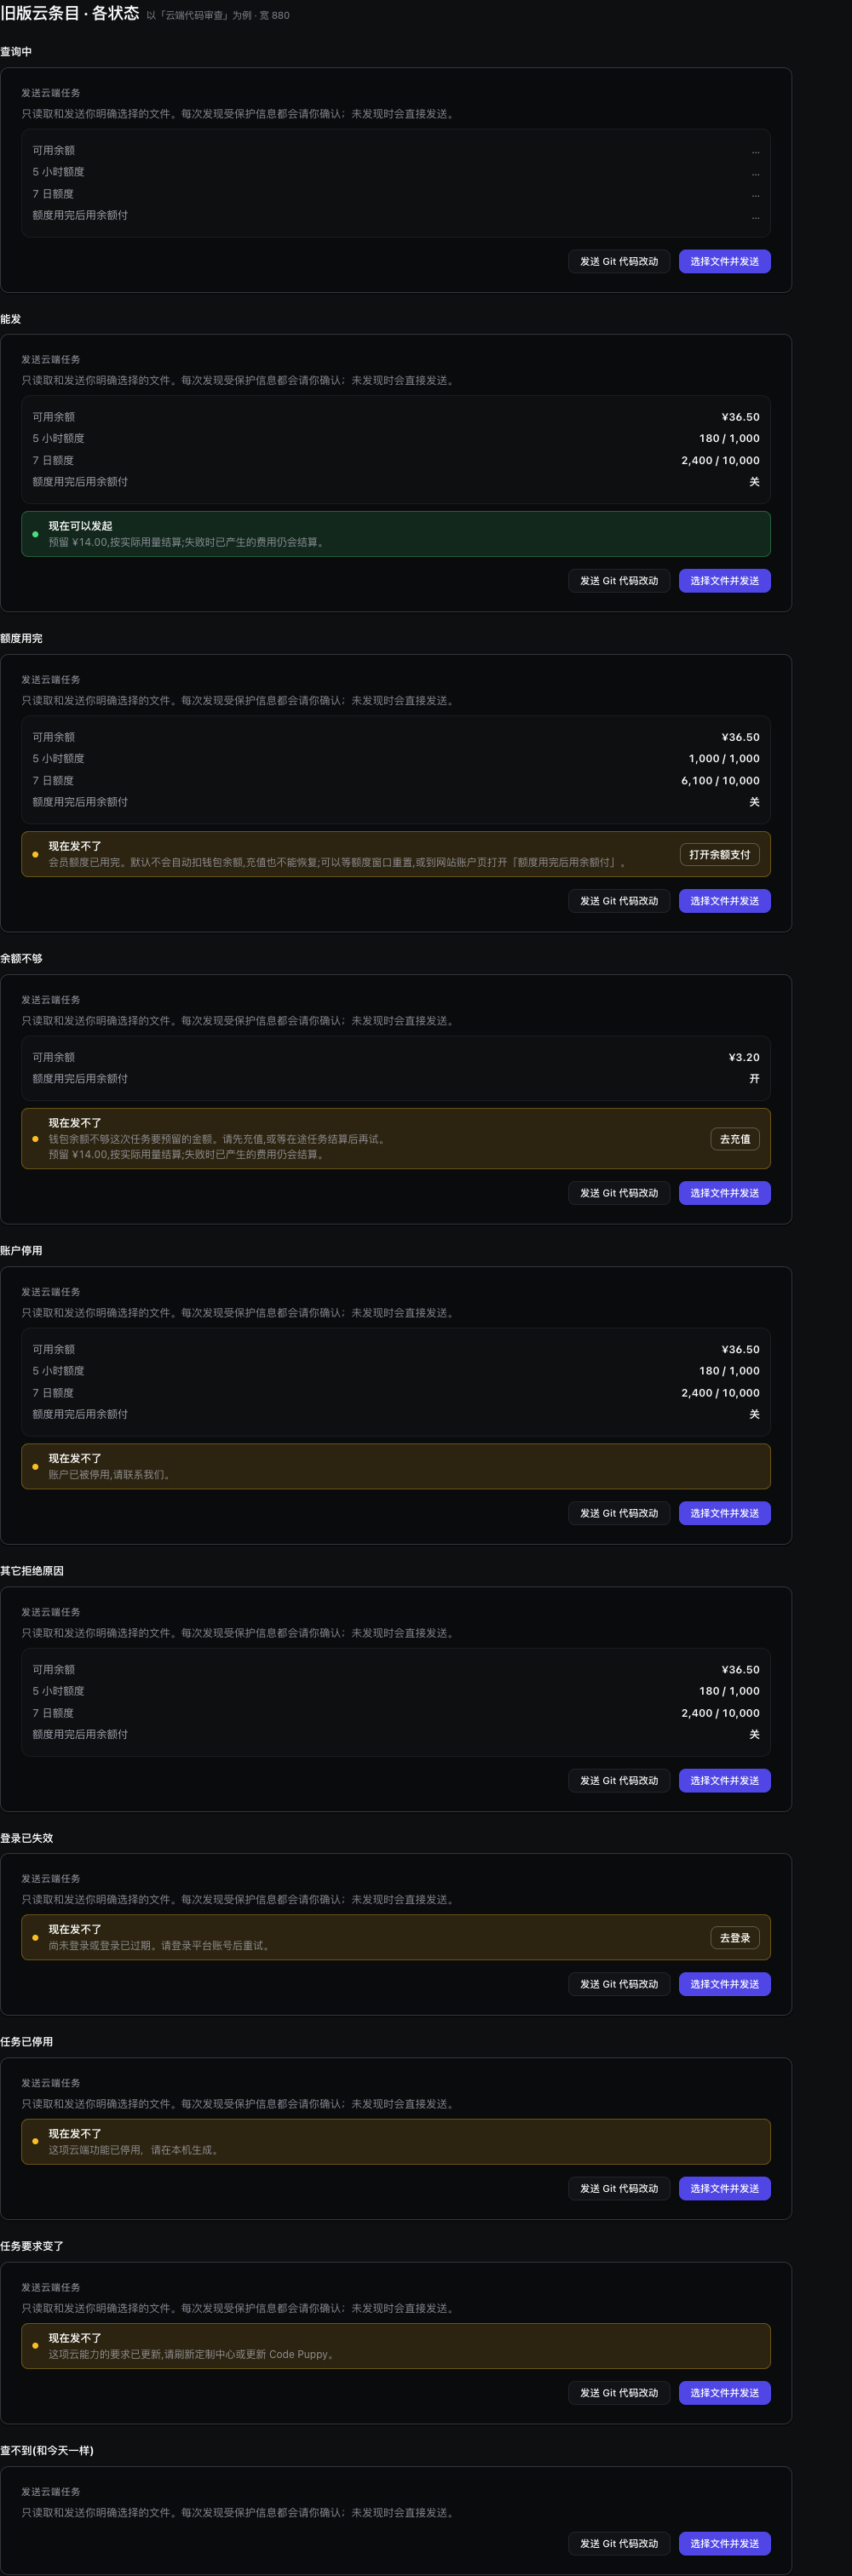 旧版云条目 · 各状态 以「云端代码审查」为例 · 宽 880
查询中
发送云端任务
只读取和发送你明确选择的文件。每次发现受保护信息都会请你确认；未发现时会直接发送。
可用余额 ...
5 小时额度 ...
7 日额度 ...
额度用完后用余额付 ...
发送 Git 代码改动 选择文件并发送
能发
发送云端任务
只读取和发送你明确选择的文件。每次发现受保护信息都会请你确认；未发现时会直接发送。
可用余额 ¥36.50
5 小时额度 180 / 1,000
7 日额度 2,400 / 10,000
额度用完后用余额付 关
现在可以发起
预留 ¥14.00,按实际用量结算;失败时已产生的费用仍会结算。
发送 Git 代码改动 选择文件并发送
额度用完
发送云端任务
只读取和发送你明确选择的文件。每次发现受保护信息都会请你确认；未发现时会直接发送。
可用余额 ¥36.50
5 小时额度 1,000 / 1,000
7 日额度 6,100 / 10,000
额度用完后用余额付 关
现在发不了
会员额度已用完。默认不会自动扣钱包余额,充值也不能恢复;可以等额度窗口重置,或到网站账户页打开「额度用完后用余额付」。
打开余额支付
发送 Git 代码改动 选择文件并发送
余额不够
发送云端任务
只读取和发送你明确选择的文件。每次发现受保护信息都会请你确认；未发现时会直接发送。
可用余额 ¥3.20
额度用完后用余额付 开
现在发不了
钱包余额不够这次任务要预留的金额。请先充值,或等在途任务结算后再试。
预留 ¥14.00,按实际用量结算;失败时已产生的费用仍会结算。
去充值
发送 Git 代码改动 选择文件并发送
账户停用
发送云端任务
只读取和发送你明确选择的文件。每次发现受保护信息都会请你确认；未发现时会直接发送。
可用余额 ¥36.50
5 小时额度 180 / 1,000
7 日额度 2,400 / 10,000
额度用完后用余额付 关
现在发不了
账户已被停用,请联系我们。
发送 Git 代码改动 选择文件并发送
其它拒绝原因
发送云端任务
只读取和发送你明确选择的文件。每次发现受保护信息都会请你确认；未发现时会直接发送。
可用余额 ¥36.50
5 小时额度 180 / 1,000
7 日额度 2,400 / 10,000
额度用完后用余额付 关
发送 Git 代码改动 选择文件并发送
登录已失效
发送云端任务
只读取和发送你明确选择的文件。每次发现受保护信息都会请你确认；未发现时会直接发送。
现在发不了
尚未登录或登录已过期。请登录平台账号后重试。
去登录
发送 Git 代码改动 选择文件并发送
任务已停用
发送云端任务
只读取和发送你明确选择的文件。每次发现受保护信息都会请你确认；未发现时会直接发送。
现在发不了
这项云端功能已停用，请在本机生成。
发送 Git 代码改动 选择文件并发送
任务要求变了
发送云端任务
只读取和发送你明确选择的文件。每次发现受保护信息都会请你确认；未发现时会直接发送。
现在发不了
这项云能力的要求已更新,请刷新定制中心或更新 Code Puppy。
发送 Git 代码改动 选择文件并发送
查不到(和今天一样)
发送云端任务
只读取和发送你明确选择的文件。每次发现受保护信息都会请你确认；未发现时会直接发送。
发送 Git 代码改动 选择文件并发送